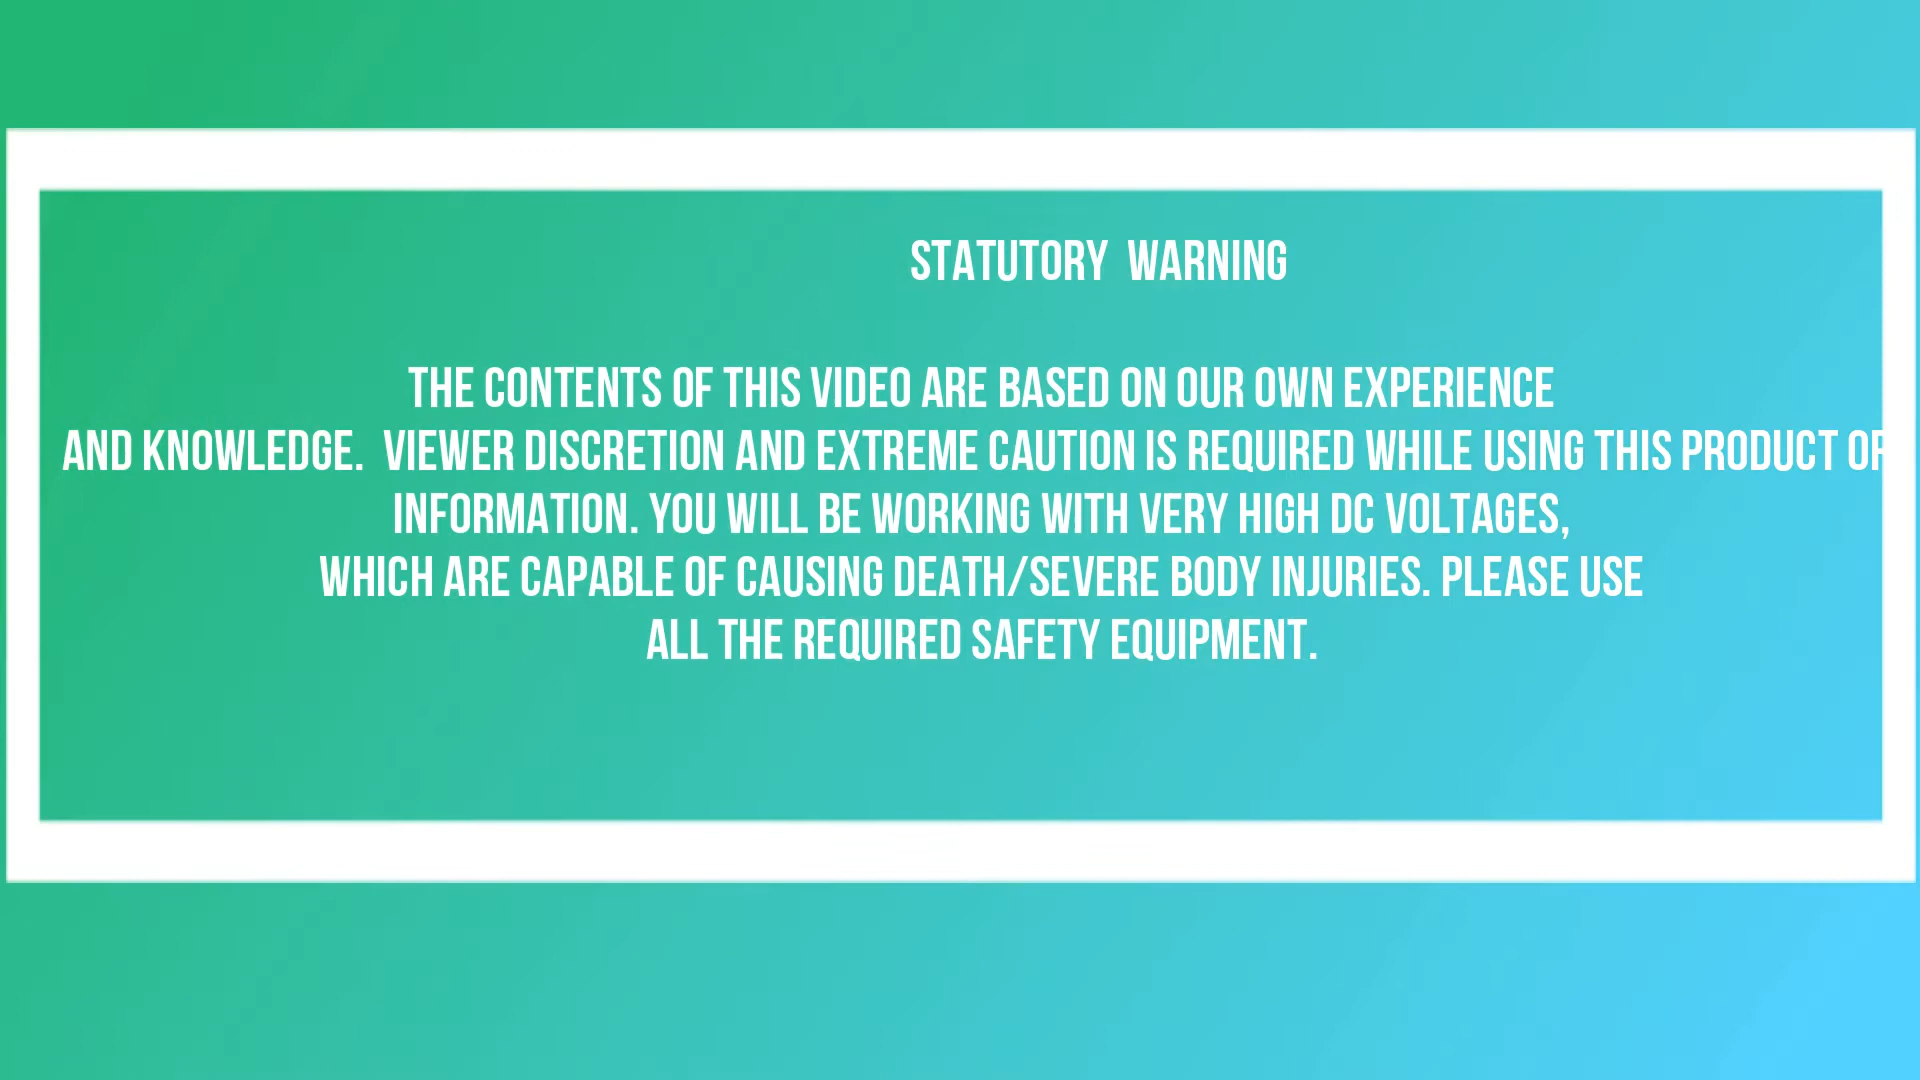 STATUTORY  WARNING
THE CONTENTS OF THIS VIDEO ARE BASED ON OUR OWN EXPERIENCE
AND KNOWLEDGE.  VIEWER DISCRETION AND EXTREME CAUTION IS REQUIRED WHILE USING THIS PRODUCT OR
INFORMATION. YOU WILL BE WORKING WITH VERY HIGH DC VOLTAGES,
WHICH ARE CAPABLE OF CAUSING DEATH/SEVERE BODY INJURIES. PLEASE USE
ALL THE REQUIRED SAFETY EQUIPMENT.